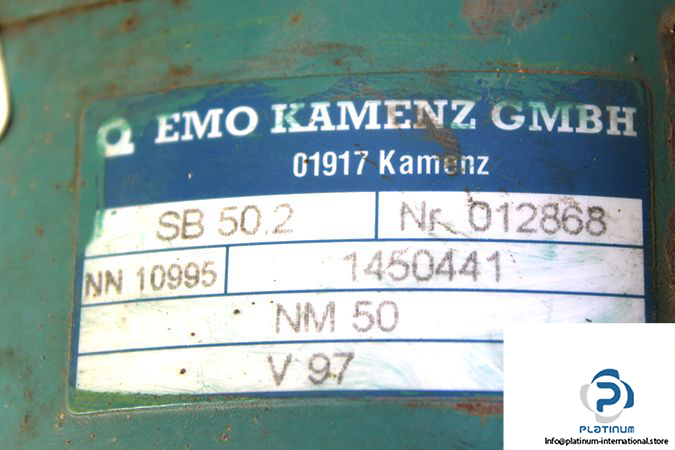 EMO KAMENZ GMBH
01917 Kamenz
SB 50.2 Nr. 012868
NN 10995 1450441
NM 50
V 97
PLATINUM
Info@platinum-international.store